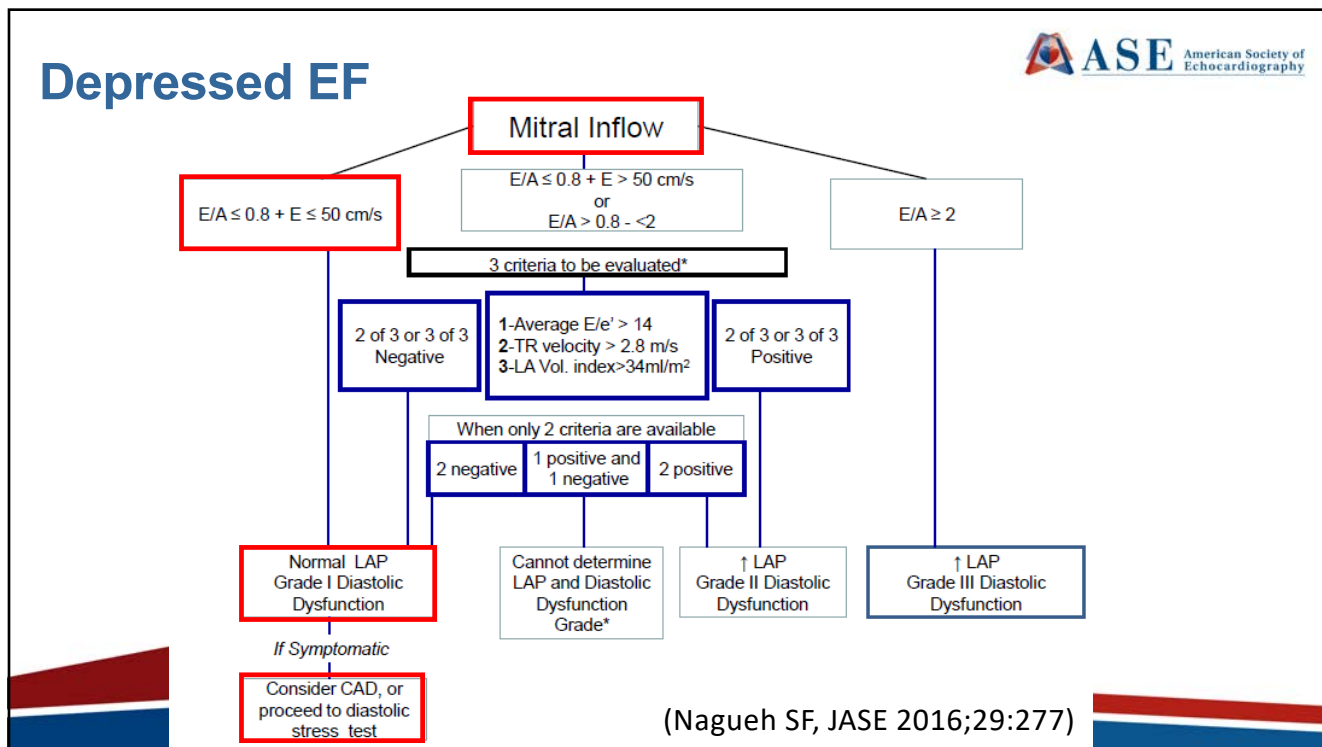 Depressed EF
ASE American Society of
Echocardiography
Mitral Inflow
E/A ≤ 0.8 + E ≤ 50 cm/s
E/A ≤ 0.8 + E > 50 cm/s
or
E/A > 0.8 - <2
E/A ≥ 2
3 criteria to be evaluated*
2 of 3 or 3 of 3
Negative
1-Average E/e' > 14
2-TR velocity > 2.8 m/s
3-LA Vol. index>34ml/m²
2 of 3 or 3 of 3
Positive
When only 2 criteria are available
2 negative
1 positive and
1 negative
2 positive
Normal LAP
Grade I Diastolic
Dysfunction
Cannot determine
LAP and Diastolic
Dysfunction
Grade*
↑ LAP
Grade II Diastolic
Dysfunction
↑ LAP
Grade III Diastolic
Dysfunction
If Symptomatic
Consider CAD, or
proceed to diastolic
stress test
(Nagueh SF, JASE 2016;29:277)